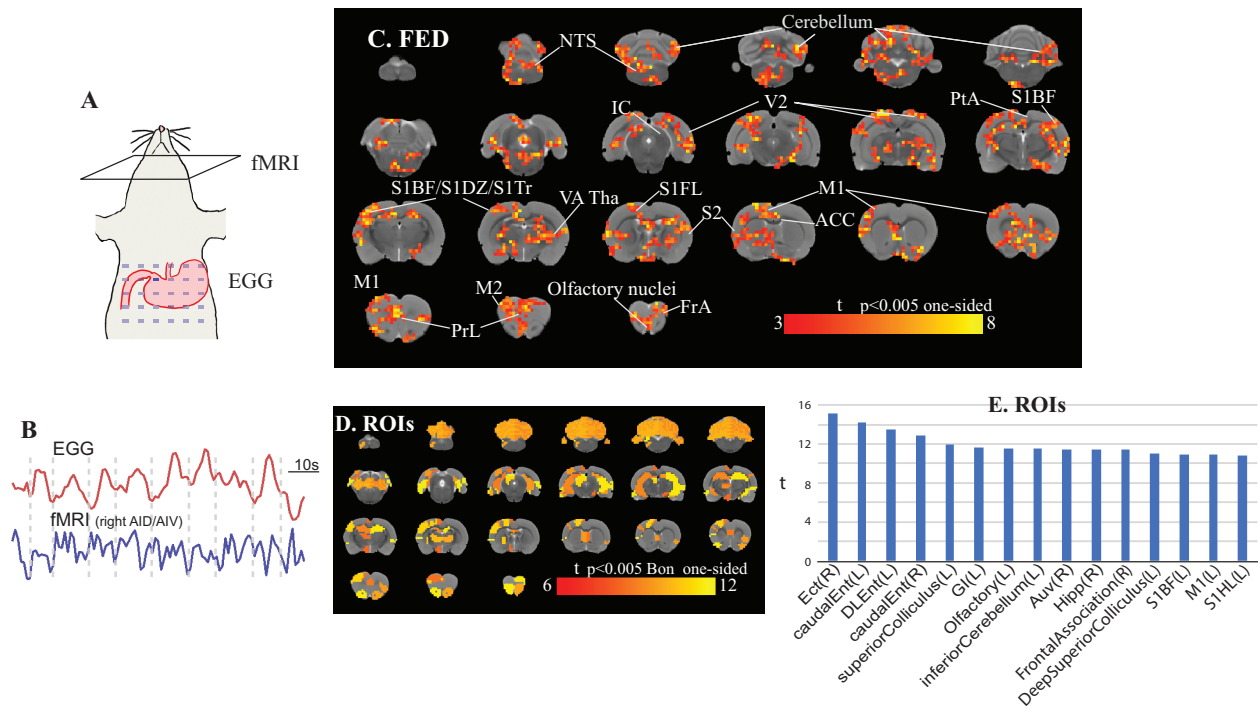 A
fMRI
EGG
B
EGG
10s
fMRI (right AID/AIV)
C. FED
NTS
Cerebellum
IC
V2
PtA
S1BF
S1BF/S1DZ/S1Tr
VA Tha
S1FL
S2
M1
ACC
M1
M2
Olfactory nuclei
FrA
PrL
t p<0.005 one-sided
3
8
D. ROIs
t p<0.005 Bon one-sided
6
12
E. ROIs
16
12
8
4
0
t
Ect(R)
caudalEnt(L)
DLEnt(L)
caudalEnt(R)
superiorColliculus(L)
GI(L)
Olfactory(L)
inferiorCerebellum(L)
Auv(R)
Hipp(R)
FrontalAssociation(R)
DeepSuperiorColliculus(L)
S1BF(L)
M1(L)
S1HL(L)